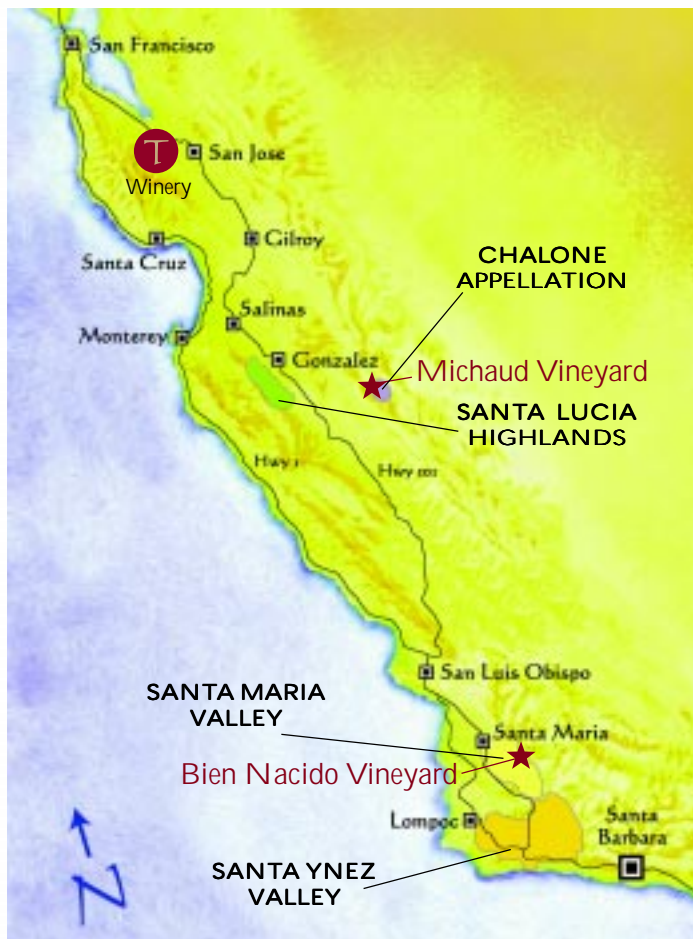 San Francisco
T
San Jose
Winery
Gilroy
Santa Cruz
CHALONE
APPELLATION
Salinas
Monterey
Gonzalez
Michaud Vineyard
SANTA LUCIA
HIGHLANDS
Hwy 1
Hwy 101
San Luis Obispo
SANTA MARIA
VALLEY
Santa Maria
Bien Nacido Vineyard
Lompoc
Santa
Barbara
SANTA YNEZ
VALLEY
N